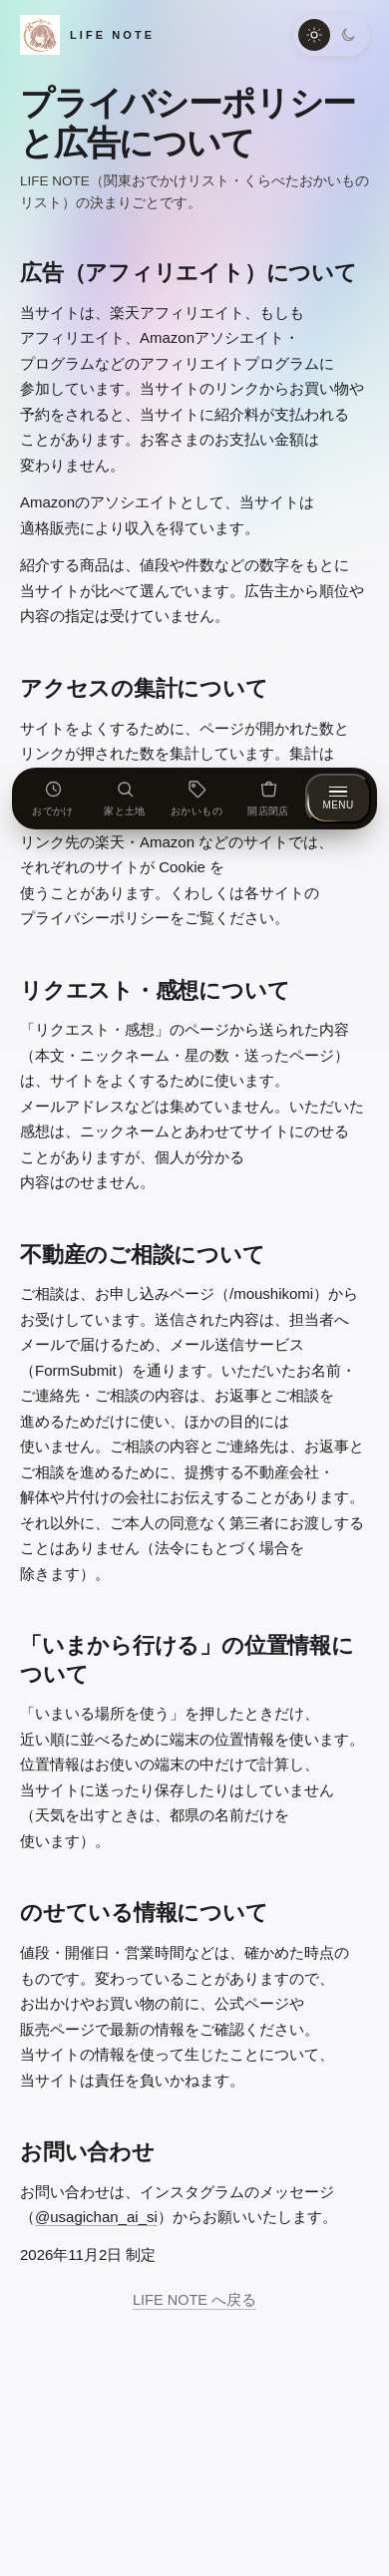 LIFE NOTE
プライバシーポリシー
と広告について
LIFE NOTE（関東おでかけリスト・くらべたおかいもの
リスト）の決まりごとです。
広告（アフィリエイト）について
当サイトは、楽天アフィリエイト、もしも
アフィリエイト、Amazonアソシエイト・
プログラムなどのアフィリエイトプログラムに
参加しています。当サイトのリンクからお買い物や
予約をされると、当サイトに紹介料が支払われる
ことがあります。お客さまのお支払い金額は
変わりません。
Amazonのアソシエイトとして、当サイトは
適格販売により収入を得ています。
紹介する商品は、値段や件数などの数字をもとに
当サイトが比べて選んでいます。広告主から順位や
内容の指定は受けていません。
アクセスの集計について
サイトをよくするために、ページが開かれた数と
リンクが押された数を集計しています。集計は
おでかけ
家と土地
おかいもの
開店閉店
MENU
リンク先の楽天・Amazon などのサイトでは、
それぞれのサイトが Cookie を
使うことがあります。くわしくは各サイトの
プライバシーポリシーをご覧ください。
リクエスト・感想について
「リクエスト・感想」のページから送られた内容
（本文・ニックネーム・星の数・送ったページ）
は、サイトをよくするために使います。
メールアドレスなどは集めていません。いただいた
感想は、ニックネームとあわせてサイトにのせる
ことがありますが、個人が分かる
内容はのせません。
不動産のご相談について
ご相談は、お申し込みページ（/moushikomi）から
お受けしています。送信された内容は、担当者へ
メールで届けるため、メール送信サービス
（FormSubmit）を通ります。いただいたお名前・
ご連絡先・ご相談の内容は、お返事とご相談を
進めるためだけに使い、ほかの目的には
使いません。ご相談の内容とご連絡先は、お返事と
ご相談を進めるために、提携する不動産会社・
解体や片付けの会社にお伝えすることがあります。
それ以外に、ご本人の同意なく第三者にお渡しする
ことはありません（法令にもとづく場合を
除きます）。
「いまから行ける」の位置情報に
ついて
「いまいる場所を使う」を押したときだけ、
近い順に並べるために端末の位置情報を使います。
位置情報はお使いの端末の中だけで計算し、
当サイトに送ったり保存したりはしていません
（天気を出すときは、都県の名前だけを
使います）。
のせている情報について
値段・開催日・営業時間などは、確かめた時点の
ものです。変わっていることがありますので、
お出かけやお買い物の前に、公式ページや
販売ページで最新の情報をご確認ください。
当サイトの情報を使って生じたことについて、
当サイトは責任を負いかねます。
お問い合わせ
お問い合わせは、インスタグラムのメッセージ
（@usagichan_ai_si）からお願いいたします。
2026年11月2日 制定
LIFE NOTE へ戻る